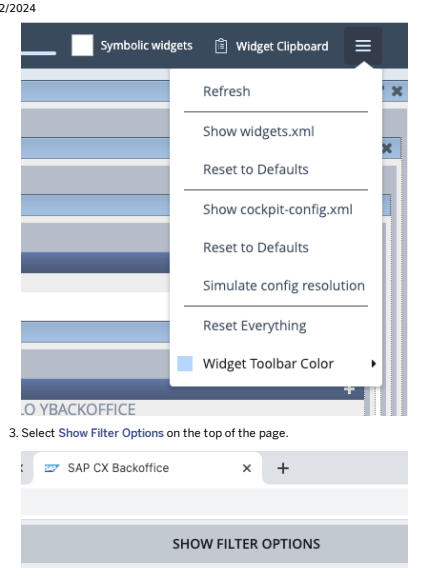 2/2024
Symbolic widgets Widget Clipboard
Refresh
Show widgets.xml
Reset to Defaults
Show cockpit-config.xml
Reset to Defaults
Simulate config resolution
Reset Everything
Widget Toolbar Color
LO YBACKOFFICE
3. Select Show Filter Options on the top of the page.
SAP CX Backoffice
SHOW FILTER OPTIONS